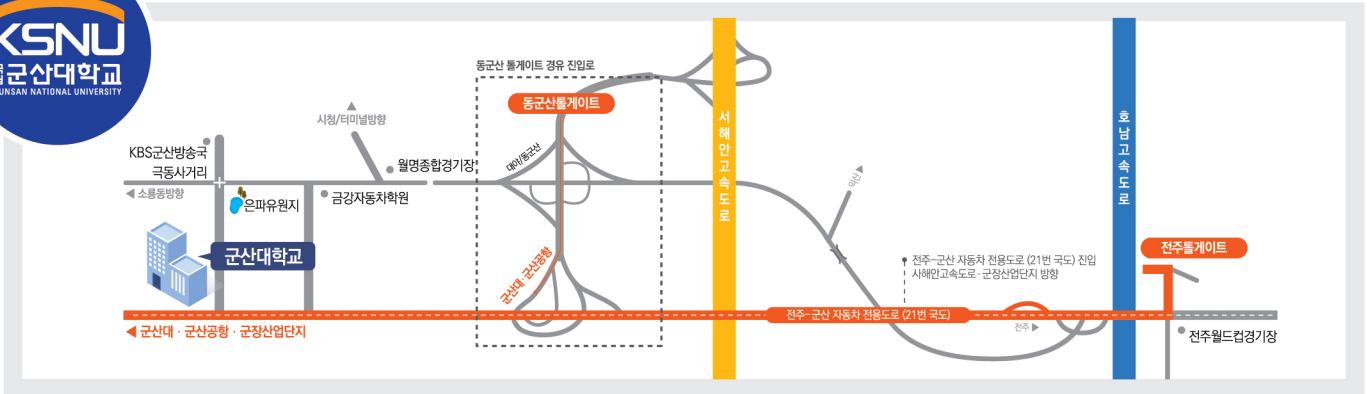 KSNU
국립군산대학교
KUNSAN NATIONAL UNIVERSITY
동군산 톨게이트 경유 진입로
동군산톨게이트
시청/터미널방향
KBS군산방송국
극동사거리
월명종합경기장
대야/동군산
소룡동방향
은파유원지
금강자동차학원
군산대학교
군산대·군산공항
군산대 · 군산공항 · 군장산업단지
서해안고속도로
익산
호남고속도로
전주톨게이트
전주-군산 자동차 전용도로 (21번 국도) 진입
사해안고속도로 · 군장산업단지 방향
전주-군산 자동차 전용도로 (21번 국도)
전주
전주월드컵경기장